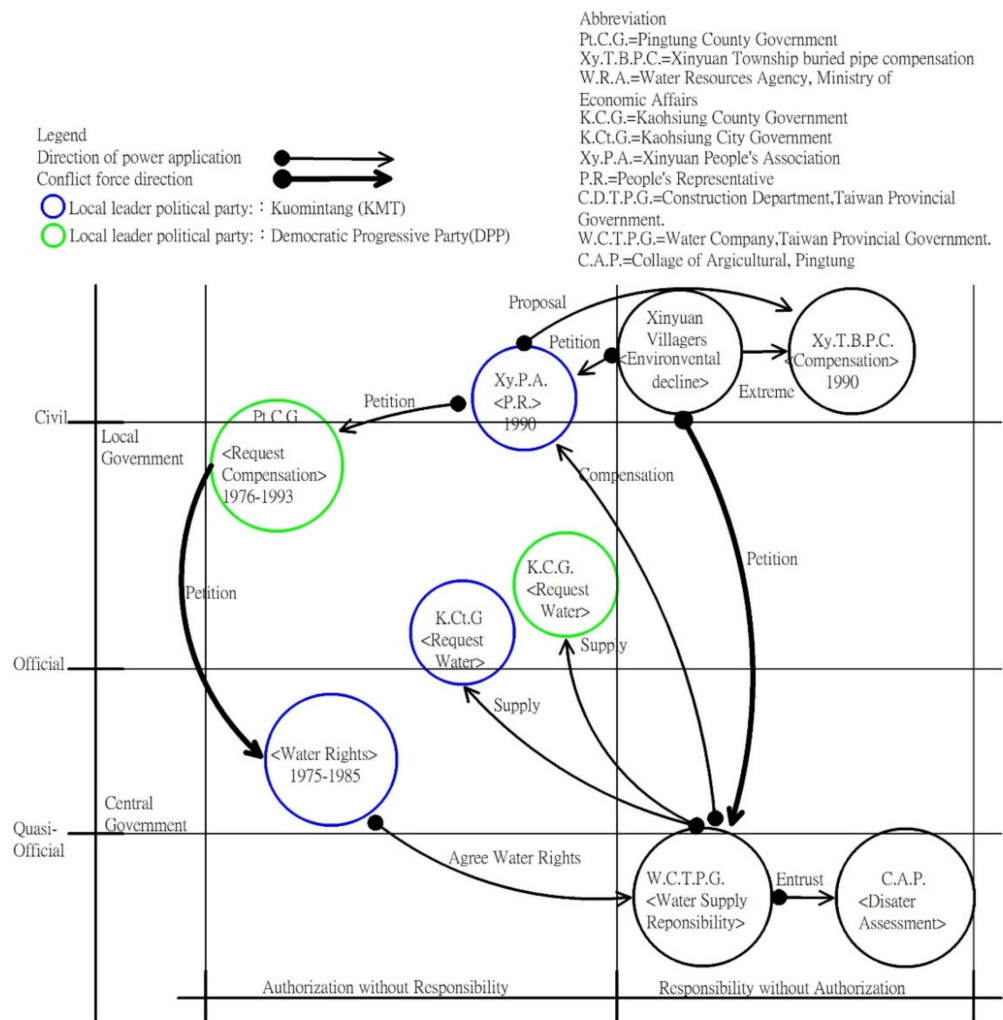 Abbreviation
Pt.C.G.=Pingtung County Government
Xy.T.B.P.C.=Xinyuan Township buried pipe compensation
W.R.A.=Water Resources Agency, Ministry of
Economic Affairs
K.C.G.=Kaohsiung County Government
K.Ct.G=Kaohsiung City Government
Xy.P.A.=Xinyuan People's Association
P.R.=People's Representative
C.D.T.P.G.=Construction Department,Taiwan Provincial
Government.
W.C.T.P.G.=Water Company,Taiwan Provincial Government.
C.A.P.=Collage of Argicultural, Pingtung
Legend
Direction of power application
Conflict force direction
Local leader political party:：Kuomintang (KMT)
Local leader political party:：Democratic Progressive Party(DPP)
Proposal
Petition
Xinyuan
Villagers
<Environvental
decline>
Extreme
Xy.T.B.P.C.
<Compensation>
1990
Xy.P.A.
<P.R.>
1990
Petition
Civil
Local
Government
Pt.C.G.
<Request
Compensation>
1976-1993
Compensation
Petition
Petition
K.C.G.
<Request
Water>
K.Ct.G
<Request
Water>
Supply
Supply
Official
<Water Rights>
1975-1985
Central
Government
Quasi-
Official
Agree Water Rights
W.C.T.P.G.
<Water Supply
Reponsibility>
Entrust
C.A.P.
<Disater
Assessment>
Authorization without Responsibility
Responsibility without Authorization